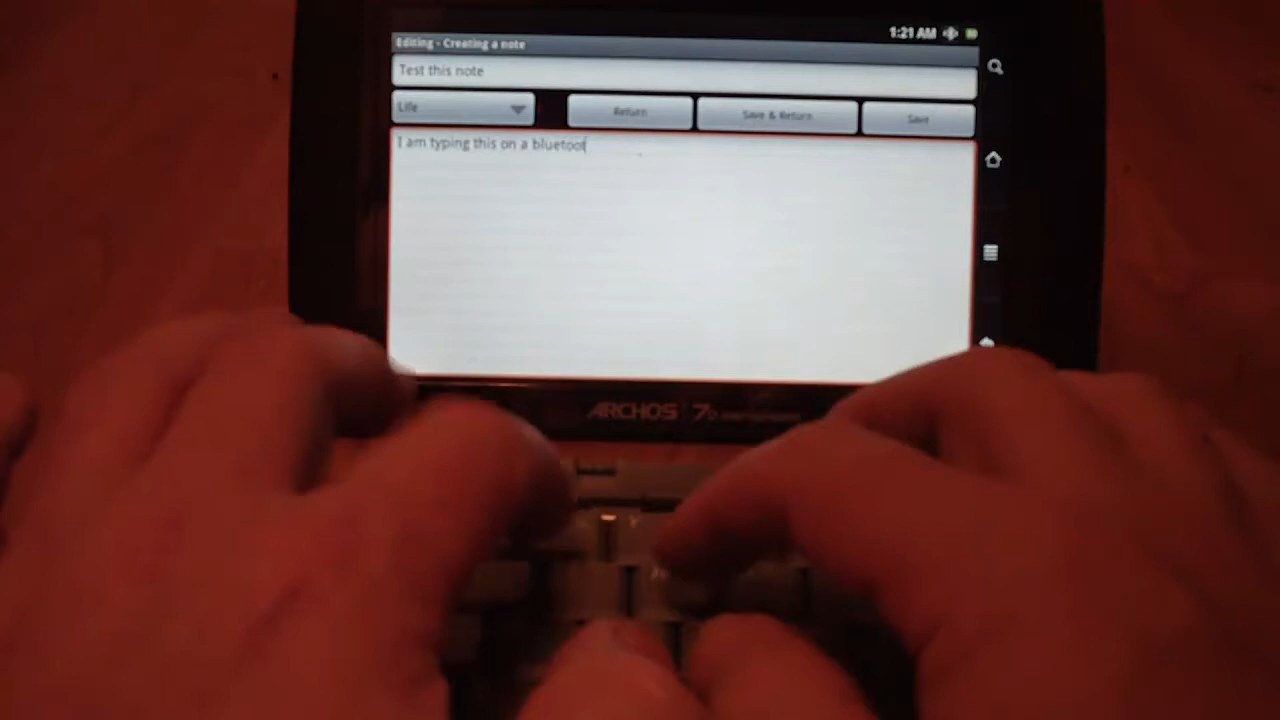 1:21 AM
Editing - Creating a note
Test this note
Life
Return
Save & Return
Save
I am typing this on a bluetoot
ARCHOS 7o